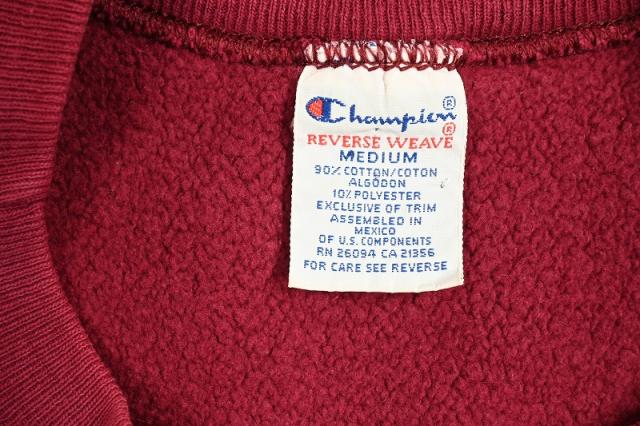 Champion®
REVERSE WEAVE®
MEDIUM
90% COTTON/COTON
ALGODON
10% POLYESTER
EXCLUSIVE OF TRIM
ASSEMBLED IN
MEXICO
OF U.S. COMPONENTS
RN 26094 CA 21356
FOR CARE SEE REVERSE